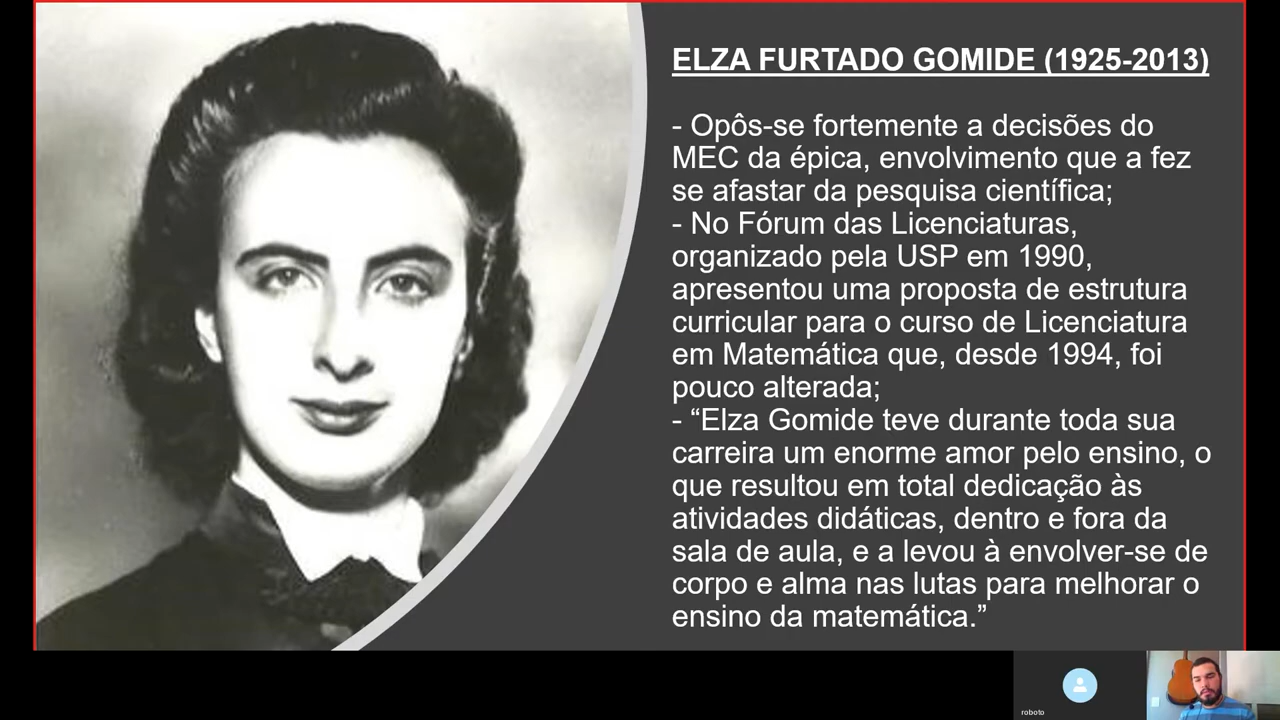 ELZA FURTADO GOMIDE (1925-2013)
- Opôs-se fortemente a decisões do
MEC da épica, envolvimento que a fez
se afastar da pesquisa científica;
- No Fórum das Licenciaturas,
organizado pela USP em 1990,
apresentou uma proposta de estrutura
curricular para o curso de Licenciatura
em Matemática que, desde 1994, foi
pouco alterada;
- “Elza Gomide teve durante toda sua
carreira um enorme amor pelo ensino, o
que resultou em total dedicação às
atividades didáticas, dentro e fora da
sala de aula, e a levou à envolver-se de
corpo e alma nas lutas para melhorar o
ensino da matemática.”
roboto